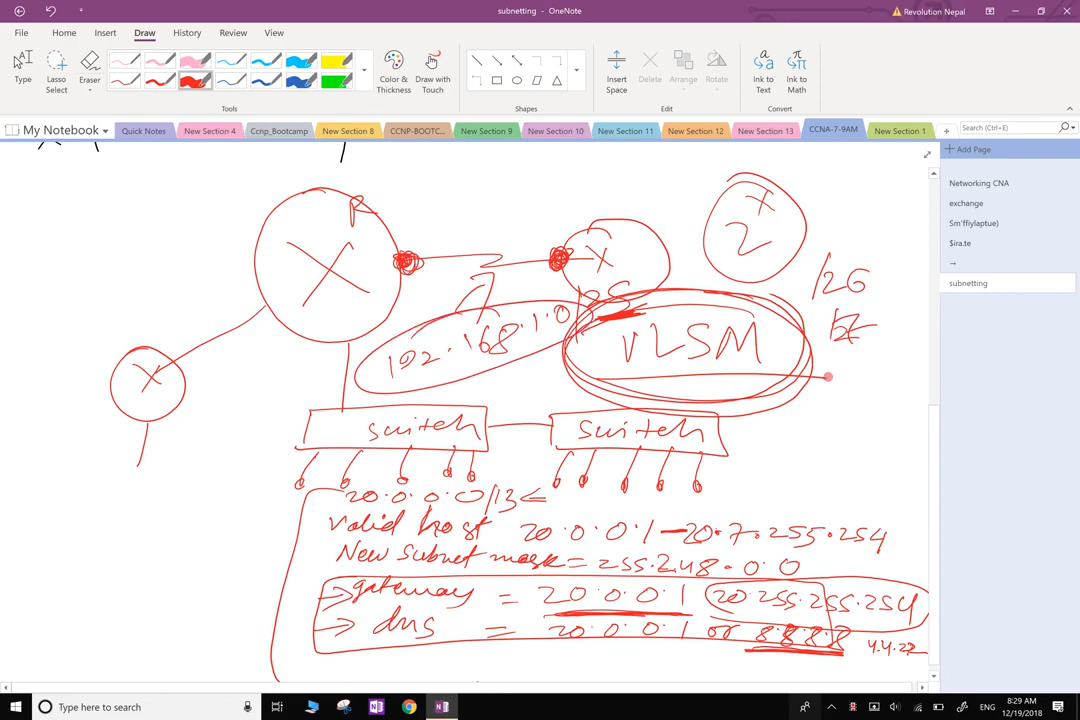 subnetting - OneNote
Revolution Nepal
File Home Insert Draw History Review View
Type
Lasso Select
Eraser
Color & Thickness
Draw with Touch
Insert Space
Delete
Arrange
Rotate
Ink to Text
Ink to Math
Tools
Shapes
Edit
Convert
My Notebook
Quick Notes
New Section 4
Ccnp_Bootcamp
New Section 8
CCNP-BOOTC...
New Section 9
New Section 10
New Section 11
New Section 12
New Section 13
CCNA-7-9AM
New Section 1
Search (Ctrl+E)
Add Page
Networking CNA
exchange
Sm'ffiylaptue)
$ira.te
→
subnetting
R
X
X
X
X
2
/26
192.168.1.0/25
VLSM
switch
switch
20.0.0.0/13
Valid host 20.0.0.1 - 20.7.255.254
New subnet mask = 255.248.0.0
→ gateway = 20.0.0.1 20.255.255.254
→ dns = 20.0.0.1 or 8.8.8.8
Type here to search
ENG
8:29 AM
12/19/2018